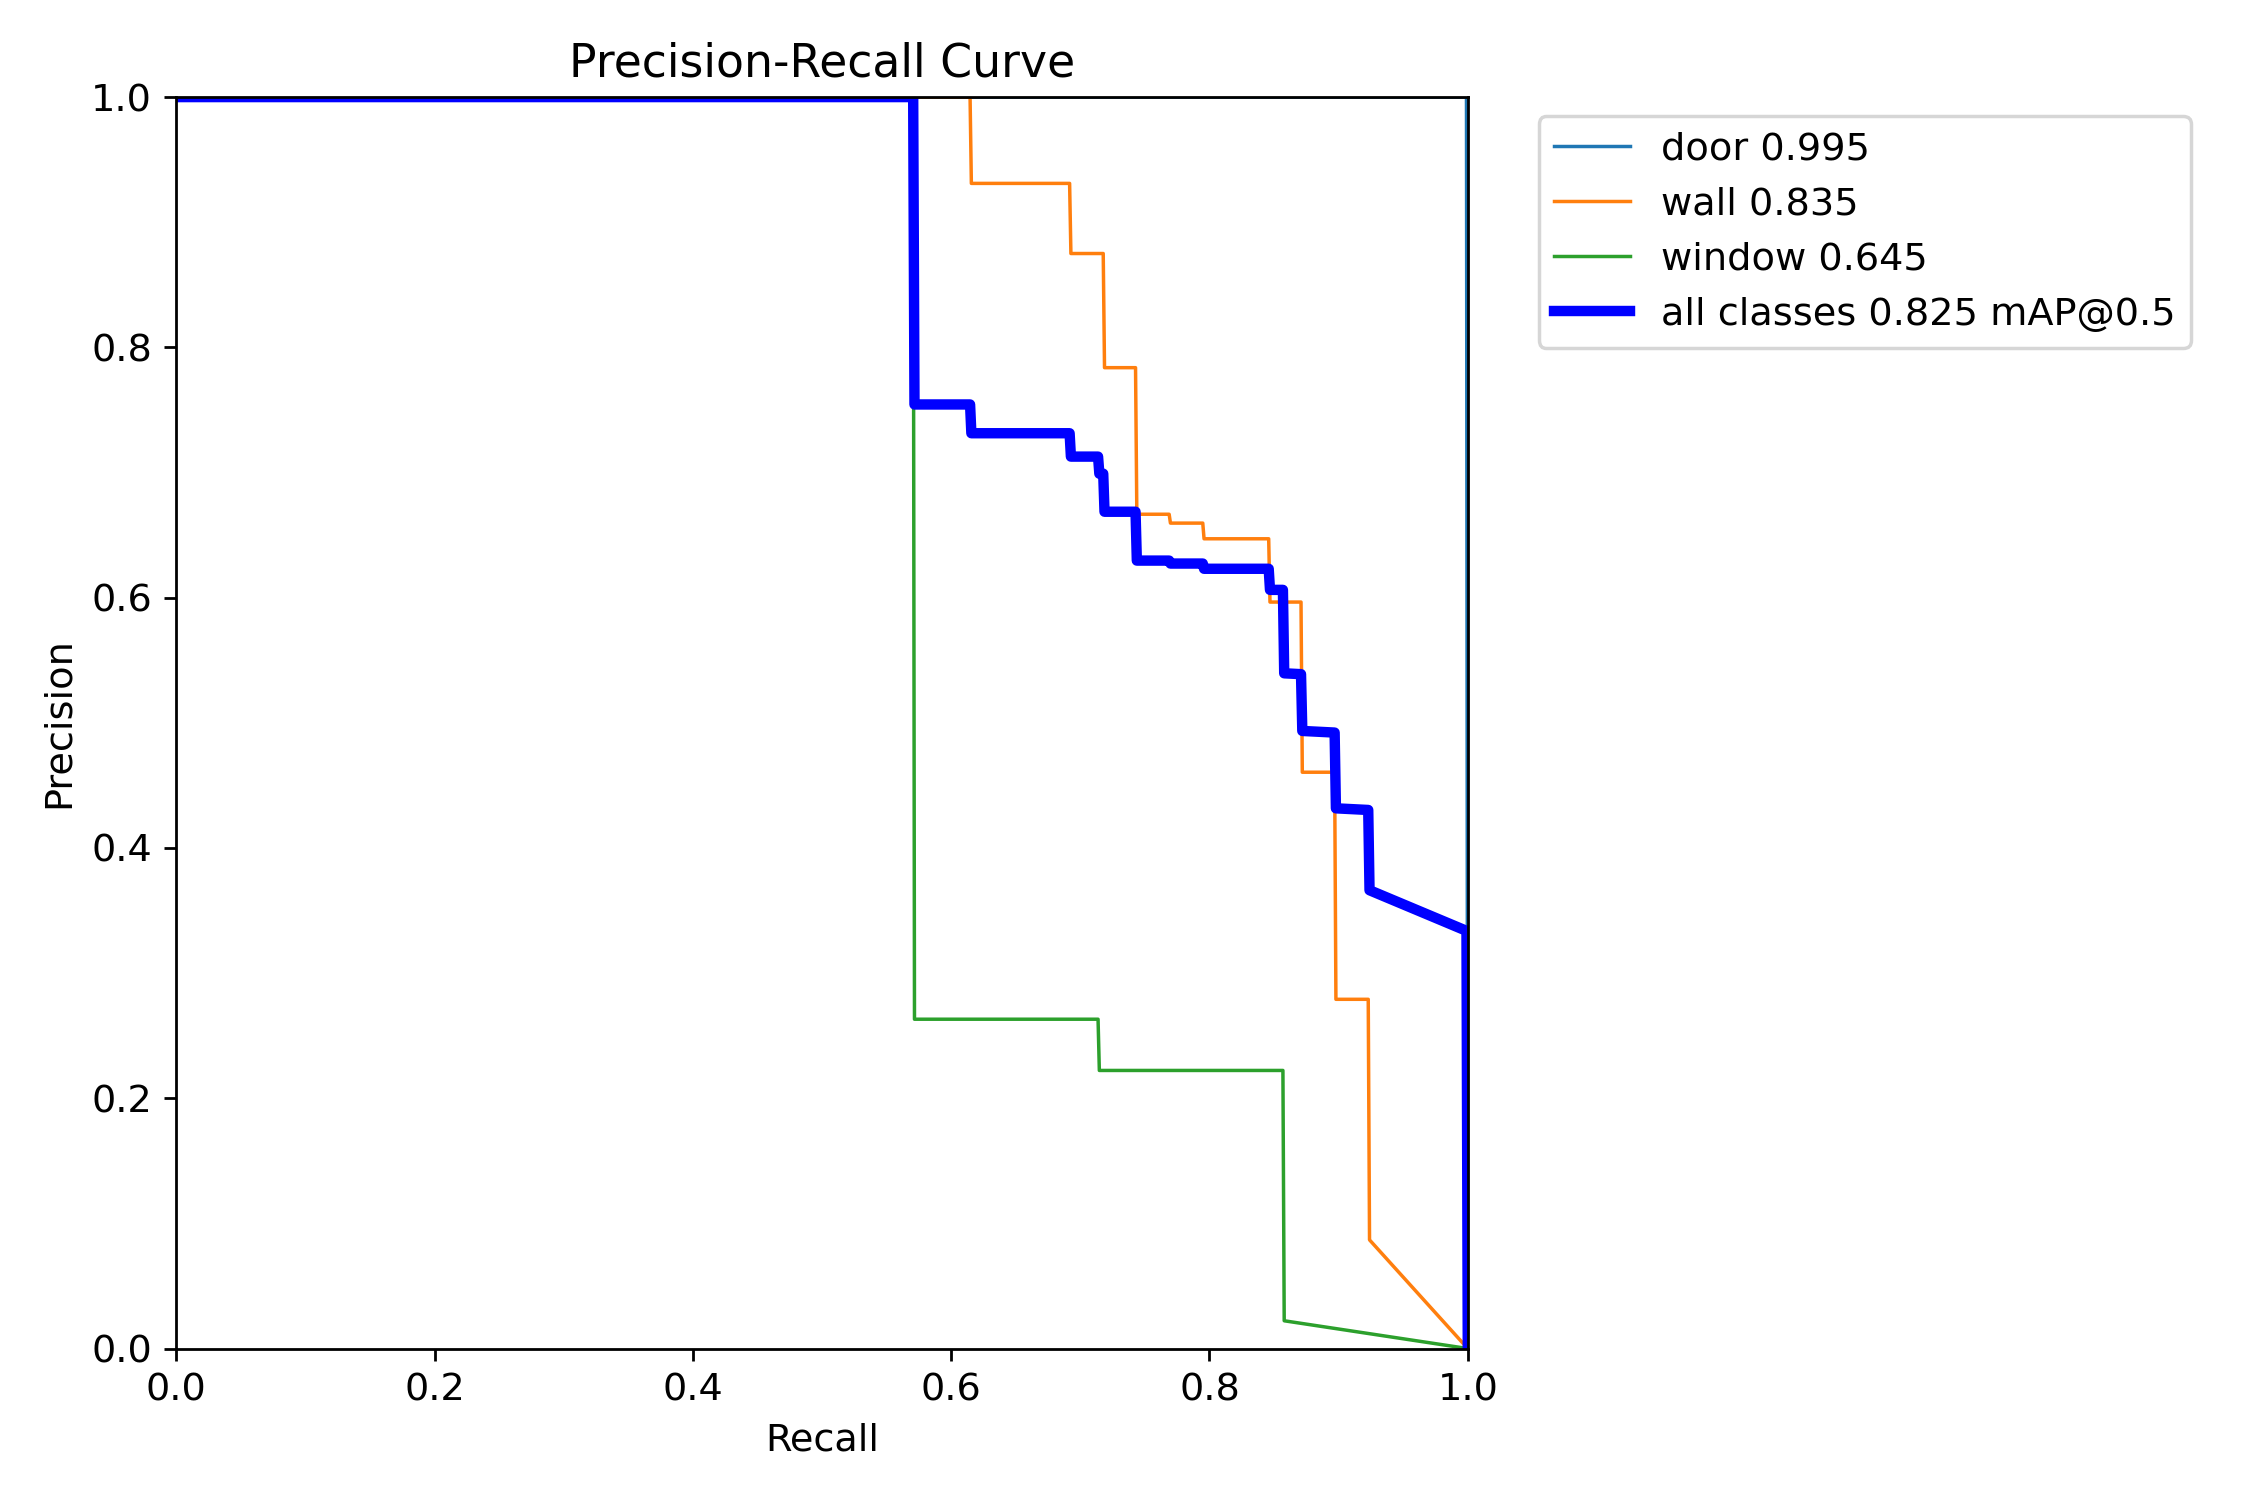 Precision-Recall Curve
1.0
0.8
0.6
0.4
0.2
0.0
Precision
0.0 0.2 0.4 0.6 0.8 1.0
Recall
door 0.995
wall 0.835
window 0.645
all classes 0.825 mAP@0.5